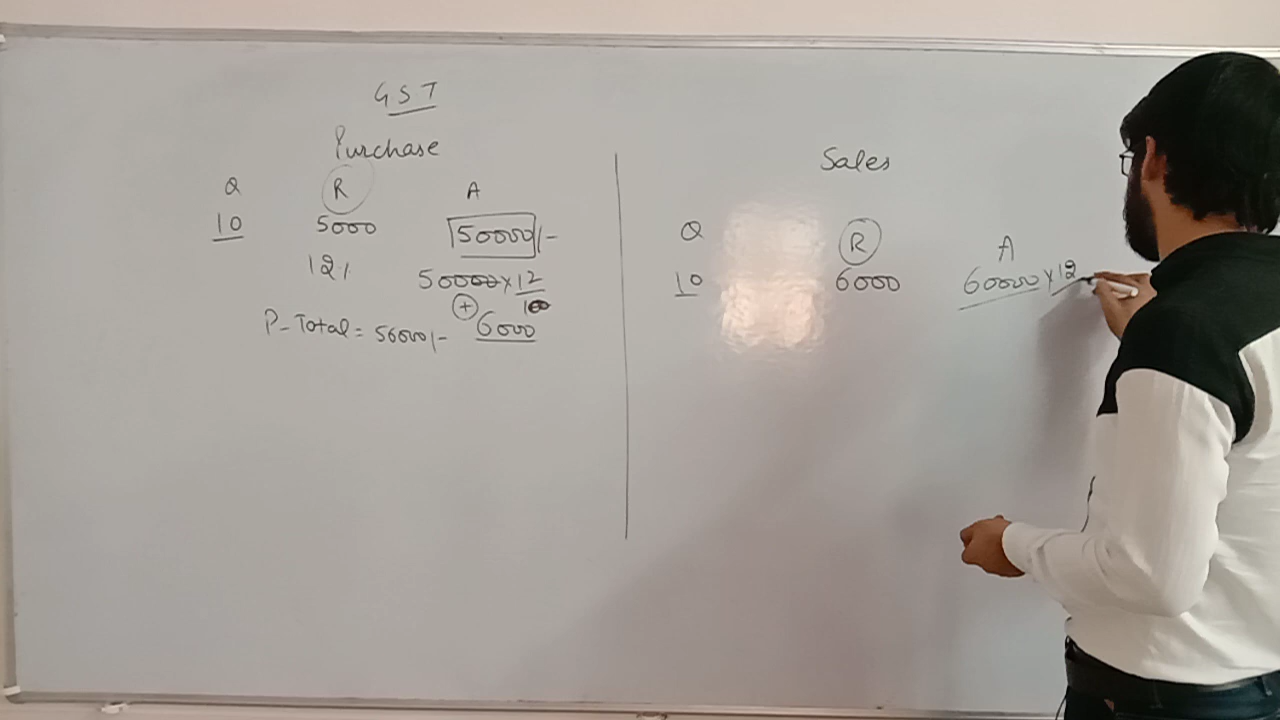 GST
Purchase
Q R A
10 5000 50000/-
12% 50000x12
100
P-Total = 56000/- + 6000
Sales
Q R A
10 6000 60000x12